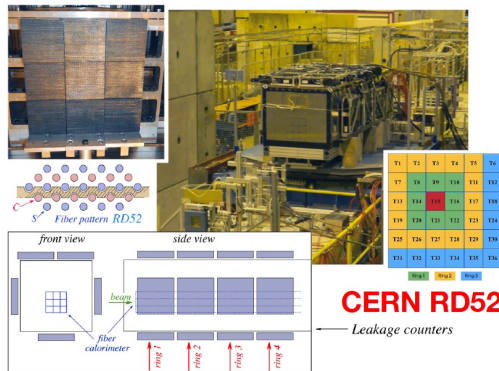 C
S
Fiber pattern RD52
T1 T2 T3 T4 T5 T6
T7 T8 T9 T10 T11 T12
T13 T14 T15 T16 T17 T18
T19 T20 T21 T22 T23 T24
T25 T26 T27 T28 T29 T30
T31 T32 T33 T34 T35 T36
Ring 1 Ring 2 Ring 3
CERN RD52
front view side view
beam
fiber
calorimeter
Leakage counters
ring 1
ring 2
ring 3
ring 4